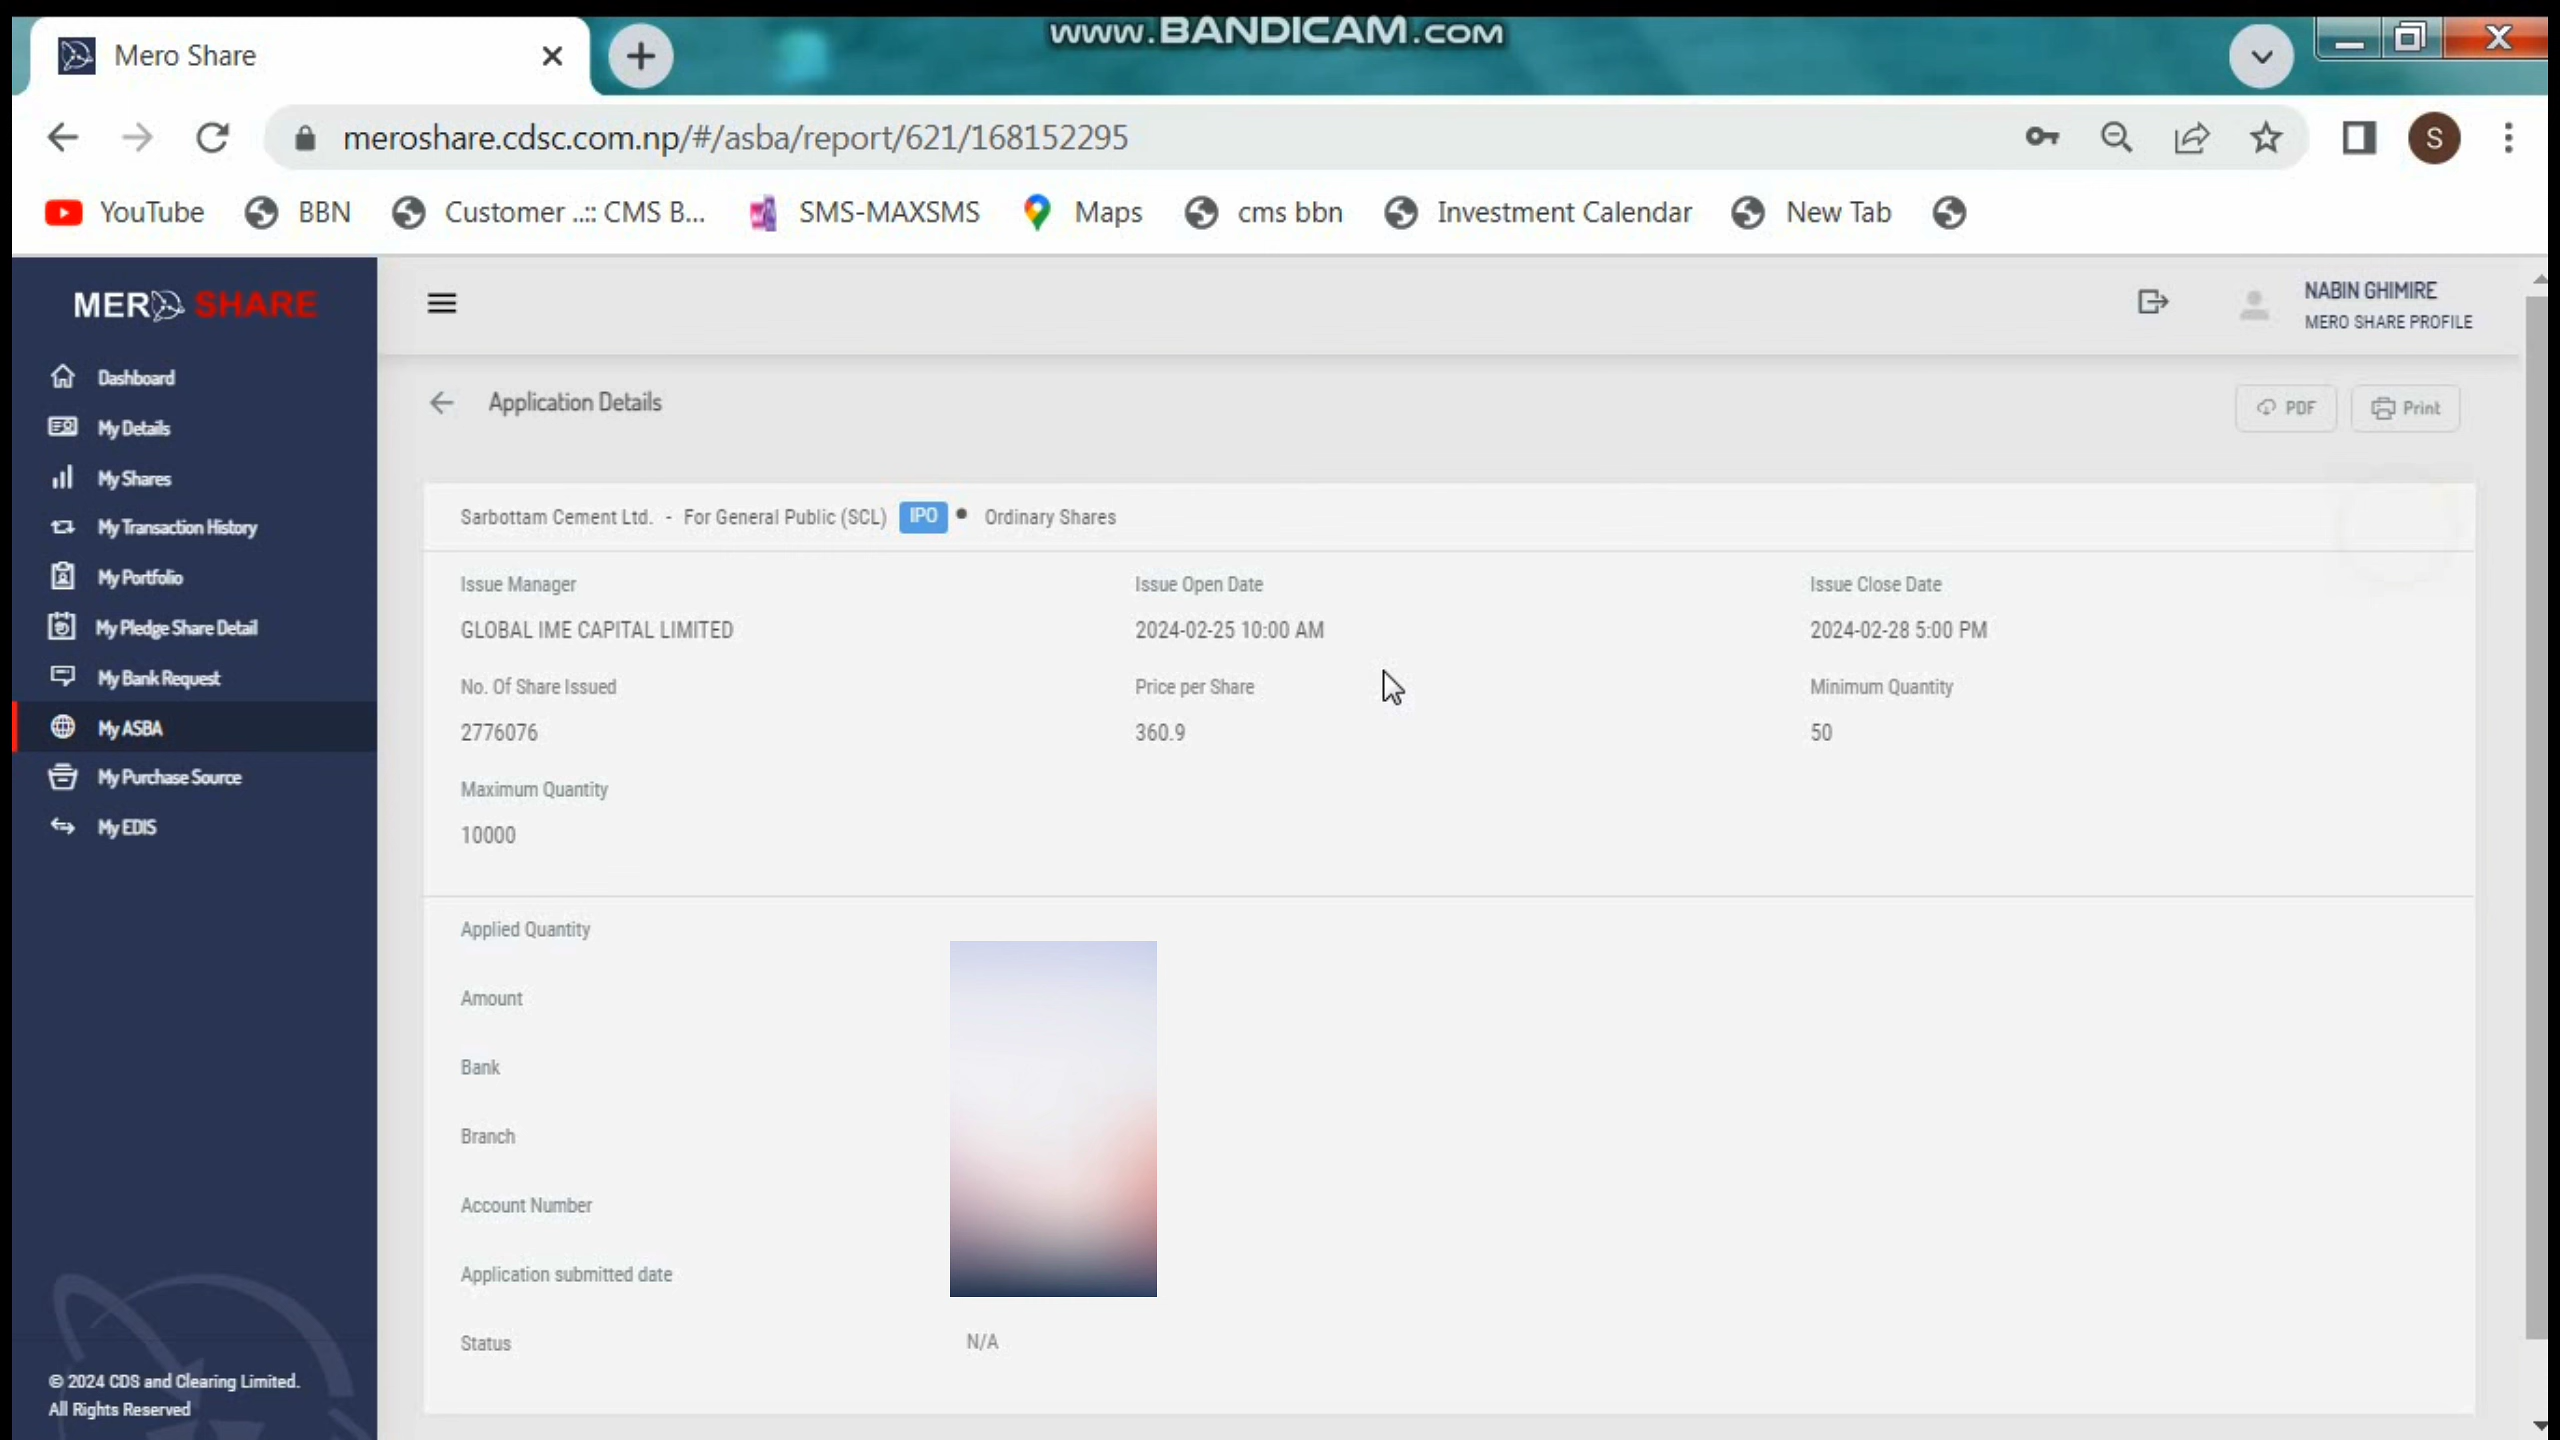 www.BANDICAM.com
Mero Share
meroshare.cdsc.com.np/#/asba/report/621/168152295
S
YouTube BBN Customer ..:: CMS B... SMS-MAXSMS Maps cms bbn Investment Calendar New Tab
MERO SHARE
NABIN GHIMIRE
MERO SHARE PROFILE
Dashboard
My Details
My Shares
My Transaction History
My Portfolio
My Pledge Share Detail
My Bank Request
My ASBA
My Purchase Source
My EDIS
© 2024 CDS and Clearing Limited.
All Rights Reserved
Application Details
PDF Print
Sarbottam Cement Ltd. - For General Public (SCL) IPO • Ordinary Shares
Issue Manager Issue Open Date Issue Close Date
GLOBAL IME CAPITAL LIMITED 2024-02-25 10:00 AM 2024-02-28 5:00 PM
No. Of Share Issued Price per Share Minimum Quantity
2776076 360.9 50
Maximum Quantity
10000
Applied Quantity
Amount
Bank
Branch
Account Number
Application submitted date
Status N/A